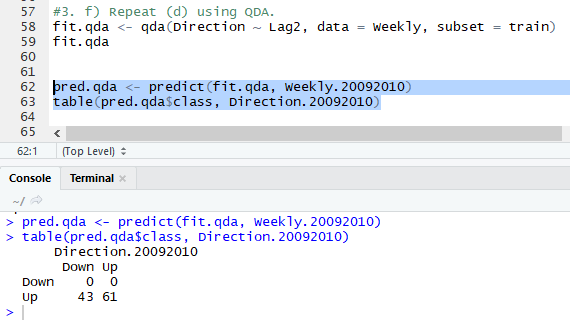 57 #3. f) Repeat (d) using QDA.
58 fit.qda <- qda(Direction ~ Lag2, data = Weekly, subset = train)
59 fit.qda
60
61
62 pred.qda <- predict(fit.qda, Weekly.20092010)
63 table(pred.qda$class, Direction.20092010)
64
65
62:1 (Top Level)
Console Terminal
~/
> pred.qda <- predict(fit.qda, Weekly.20092010)
> table(pred.qda$class, Direction.20092010)
Direction.20092010
Down Up
Down 0 0
Up 43 61
>